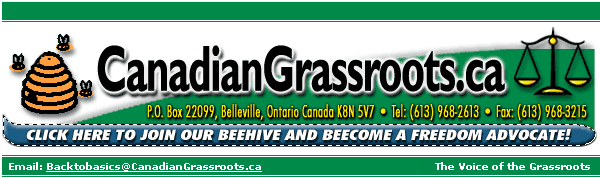 CanadianGrassroots.ca
P.O. Box 22099, Belleville, Ontario Canada K8N 5V7 • Tel: (613) 968-2613 • Fax: (613) 968-3215
CLICK HERE TO JOIN OUR BEEHIVE AND BEECOME A FREEDOM ADVOCATE!
Email: Backtobasics@CanadianGrassroots.ca The Voice of the Grassroots